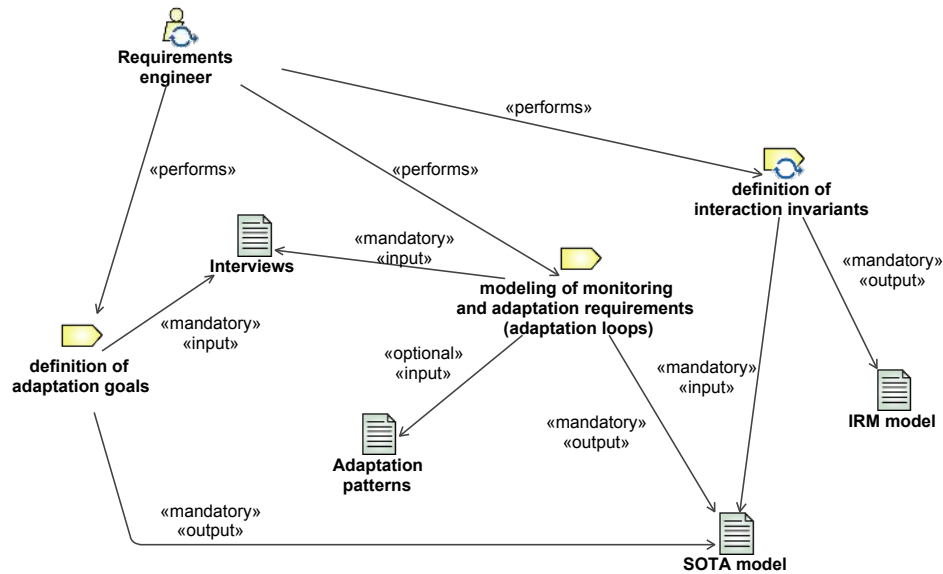 Requirements
engineer
«performs»
«performs»
«performs»
definition of
interaction invariants
Interviews
«mandatory»
«input»
«mandatory»
«output»
modeling of monitoring
and adaptation requirements
(adaptation loops)
«mandatory»
«input»
definition of
adaptation goals
«optional»
«input»
«mandatory»
«input»
IRM model
«mandatory»
«output»
Adaptation
patterns
«mandatory»
«output»
SOTA model